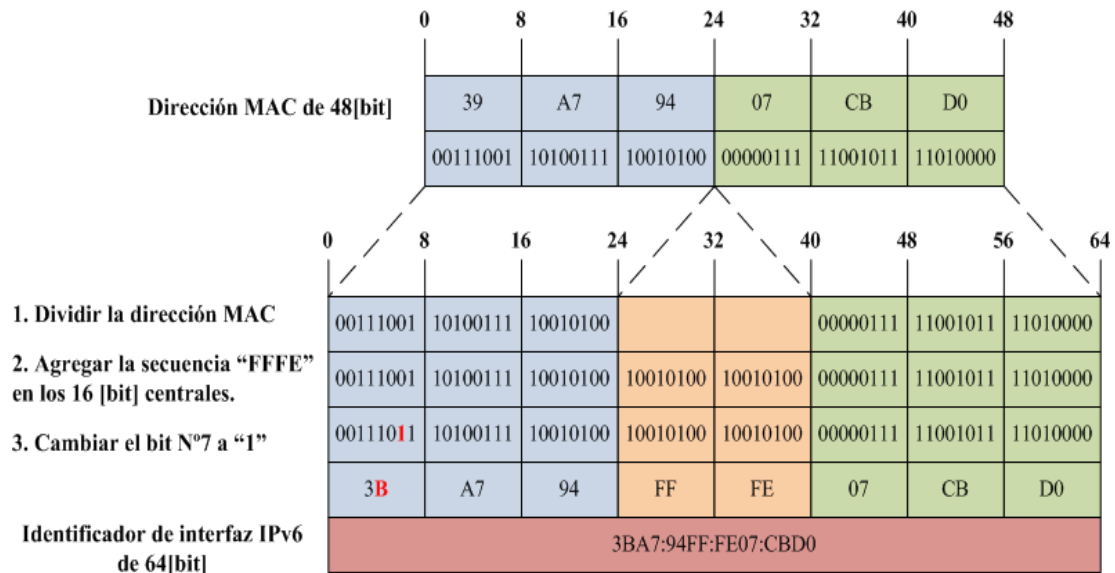 0 8 16 24 32 40 48
Dirección MAC de 48[bit]
39 A7 94 07 CB D0
00111001 10100111 10010100 00000111 11001011 11010000
0 8 16 24 32 40 48 56 64
1. Dividir la dirección MAC
00111001 10100111 10010100 00000111 11001011 11010000
2. Agregar la secuencia “FFFE”
en los 16 [bit] centrales.
00111001 10100111 10010100 10010100 10010100 00000111 11001011 11010000
3. Cambiar el bit Nº7 a “1”
00111011 10100111 10010100 10010100 10010100 00000111 11001011 11010000
3B A7 94 FF FE 07 CB D0
Identificador de interfaz IPv6
de 64[bit]
3BA7:94FF:FE07:CBD0